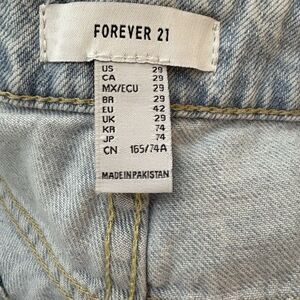 FOREVER 21
US 29
CA 29
MX/ECU 29
BR 29
EU 42
UK 29
KR 74
JP 74
CN 165/74A
MADE IN PAKISTAN